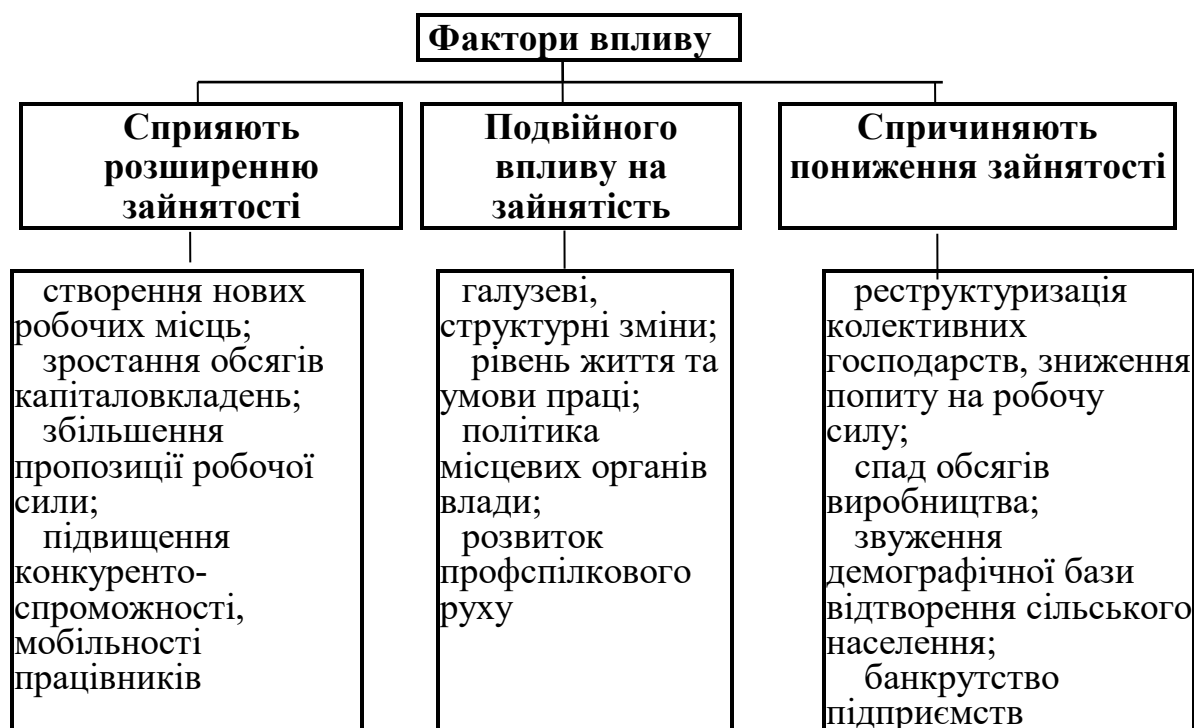 Фактори впливу
Сприяють
розширенню
зайнятості
Подвійного
впливу на
зайнятість
Спричиняють
пониження зайнятості
створення нових
робочих місць;
зростання обсягів
капіталовкладень;
збільшення
пропозиції робочої
сили;
підвищення
конкуренто-
спроможності,
мобільності
працівників
галузеві,
структурні зміни;
рівень життя та
умови праці;
політика
місцевих органів
влади;
розвиток
профспілкового
руху
реструктуризація
колективних
господарств, зниження
попиту на робочу
силу;
спад обсягів
виробництва;
звуження
демографічної бази
відтворення сільського
населення;
банкрутство
підприємств